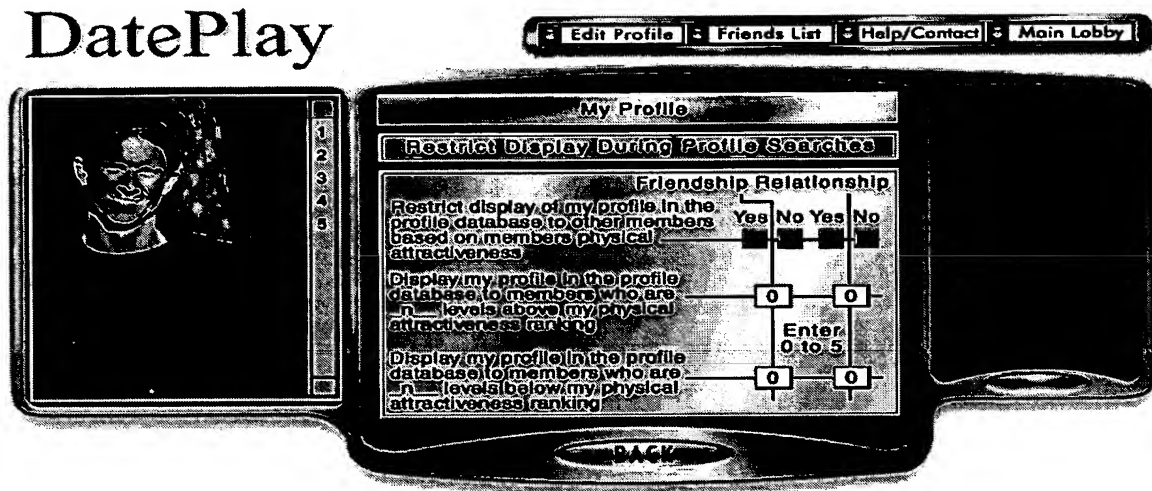 DatePlay
Edit Profile Friends List Help/Contact Main Lobby
1
2
3
4
5
My Profile
Restrict Display During Profile Searches
Friendship Relationship
Yes No Yes No
Restrict display of my profile in the
profile database to other members
based on members physical
attractiveness
Display my profile in the profile
database to members who are
n levels above my physical
attractiveness ranking
0 0
Enter
0 to 5
Display my profile in the profile
database to members who are
n levels below my physical
attractiveness ranking
0 0
BACK